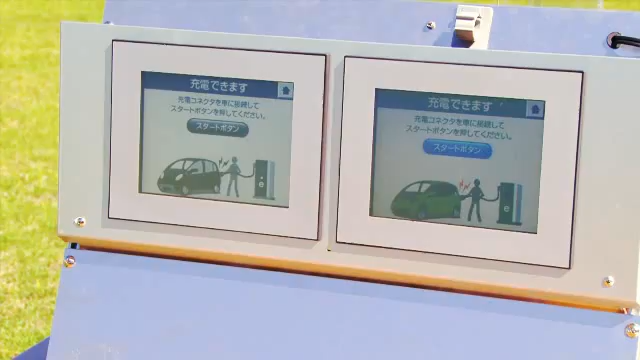 充電できます
充電コネクタを車に接続して
スタートボタンを押してください。
スタートボタン
e
充電できます
充電コネクタを車に接続して
スタートボタンを押してください。
スタートボタン
e